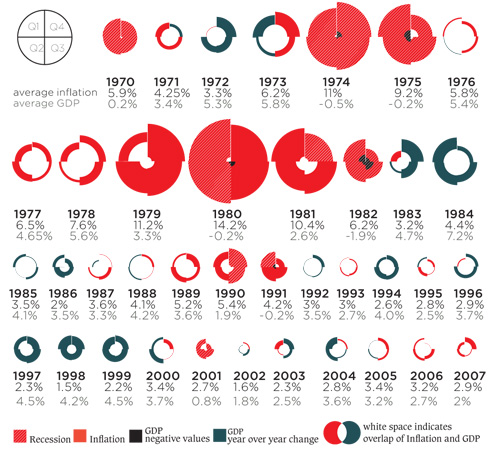 Q1 Q4
Q2 Q3
1970 1971 1972 1973 1974 1975 1976
average inflation 5.9% 4.25% 3.3% 6.2% 11% 9.2% 5.8%
average GDP 0.2% 3.4% 5.3% 5.8% -0.5% -0.2% 5.4%
1977 1978 1979 1980 1981 1982 1983 1984
6.5% 7.6% 11.2% 14.2% 10.4% 6.2% 3.2% 4.4%
4.65% 5.6% 3.3% -0.2% 2.6% -1.9% 4.7% 7.2%
1985 1986 1987 1988 1989 1990 1991 1992 1993 1994 1995 1996
3.5% 2% 3.6% 4.1% 5.2% 5.4% 4.2% 3% 3% 2.6% 2.8% 2.9%
4.1% 3.5% 3.3% 4.2% 3.6% 1.9% -0.2% 3.5% 2.7% 4.0% 2.5% 3.7%
1997 1998 1999 2000 2001 2002 2003 2004 2005 2006 2007
2.3% 1.5% 2.2% 3.4% 2.7% 1.6% 2.3% 2.8% 3.4% 3.2% 2.9%
4.5% 4.2% 4.5% 3.7% 0.8% 1.8% 2.5% 3.6% 3.2% 2.7% 2%
Recession Inflation GDP negative values GDP year over year change white space indicates overlap of Inflation and GDP